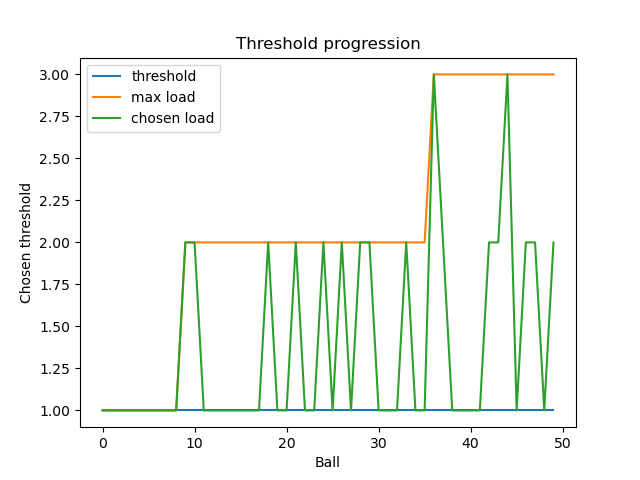 Threshold progression
threshold
max load
chosen load
3.00
2.75
2.50
2.25
2.00
1.75
1.50
1.25
1.00
Chosen threshold
0 10 20 30 40 50
Ball